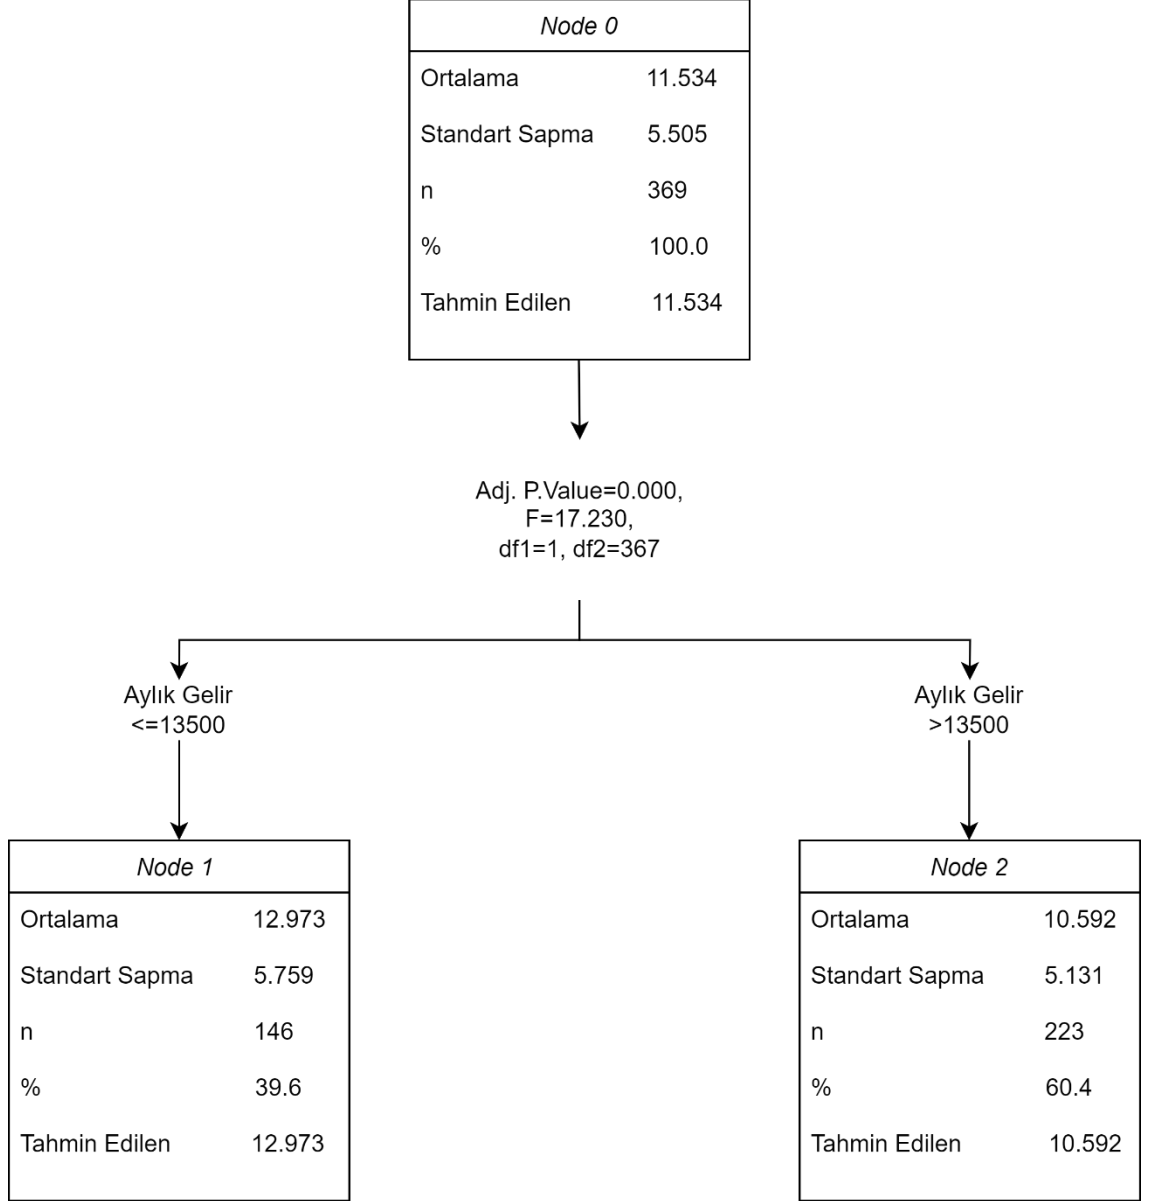 Node 0
Ortalama 11.534
Standart Sapma 5.505
n 369
% 100.0
Tahmin Edilen 11.534
Adj. P.Value=0.000,
F=17.230,
df1=1, df2=367
Aylık Gelir
<=13500
Aylık Gelir
>13500
Node 1
Ortalama 12.973
Standart Sapma 5.759
n 146
% 39.6
Tahmin Edilen 12.973
Node 2
Ortalama 10.592
Standart Sapma 5.131
n 223
% 60.4
Tahmin Edilen 10.592